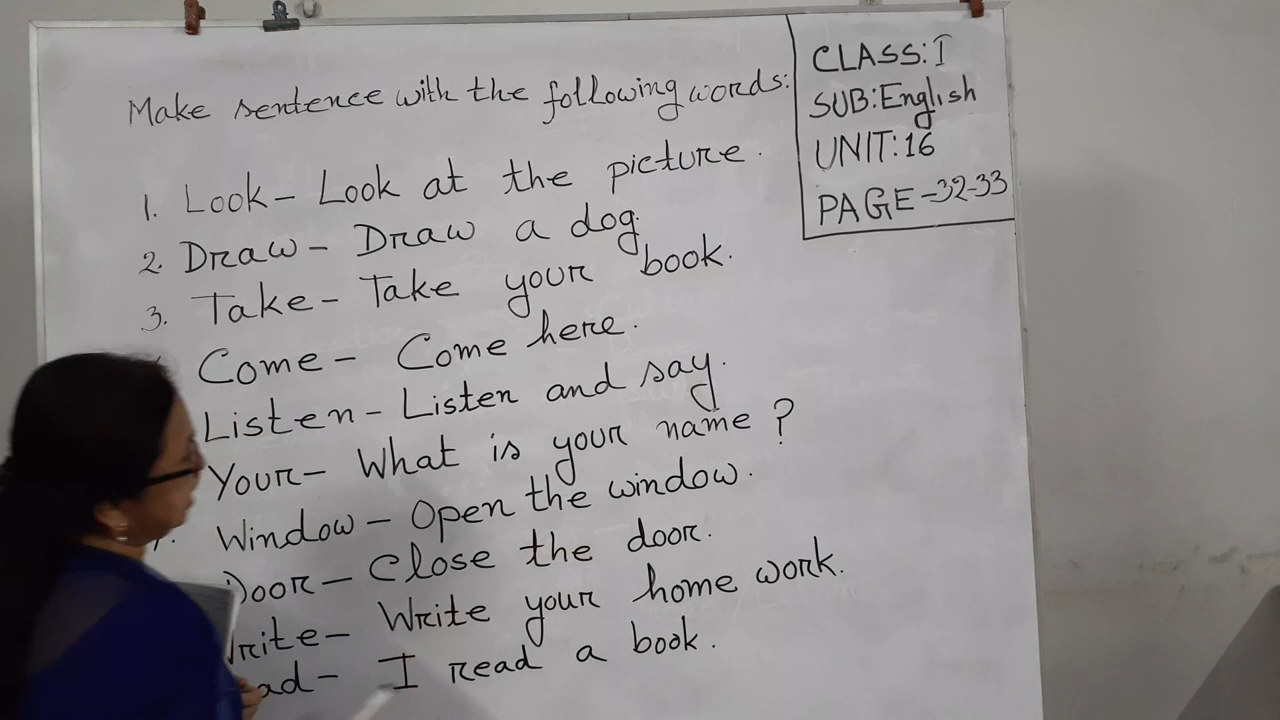 Make sentence with the following words:
1. Look - Look at the picture.
2. Draw - Draw a dog.
3. Take - Take your book.
Come - Come here.
Listen - Listen and say.
Your - What is your name?
7. Window - Open the window.
Door - Close the door.
Write - Write your home work.
ad - I read a book.
CLASS: I
SUB: English
UNIT: 16
PAGE - 32-33